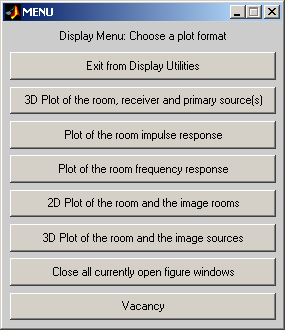 MENU
Display Menu: Choose a plot format
Exit from Display Utilities
3D Plot of the room, receiver and primary source(s)
Plot of the room impulse response
Plot of the room frequency response
2D Plot of the room and the image rooms
3D Plot of the room and the image sources
Close all currently open figure windows
Vacancy